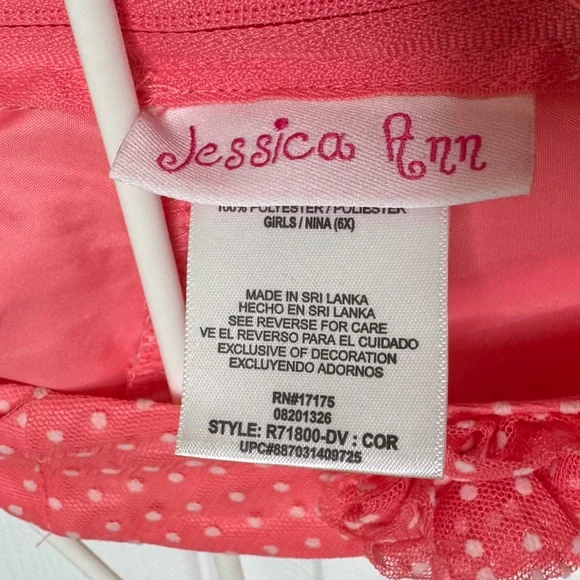 Jessica Ann
100% POLYESTER / POLIESTER
GIRLS / NINA (6X)
MADE IN SRI LANKA
HECHO EN SRI LANKA
SEE REVERSE FOR CARE
VE EL REVERSO PARA EL CUIDADO
EXCLUSIVE OF DECORATION
EXCLUYENDO ADORNOS
RN#17175
08201326
STYLE: R71800-DV : COR
UPC#887031409725